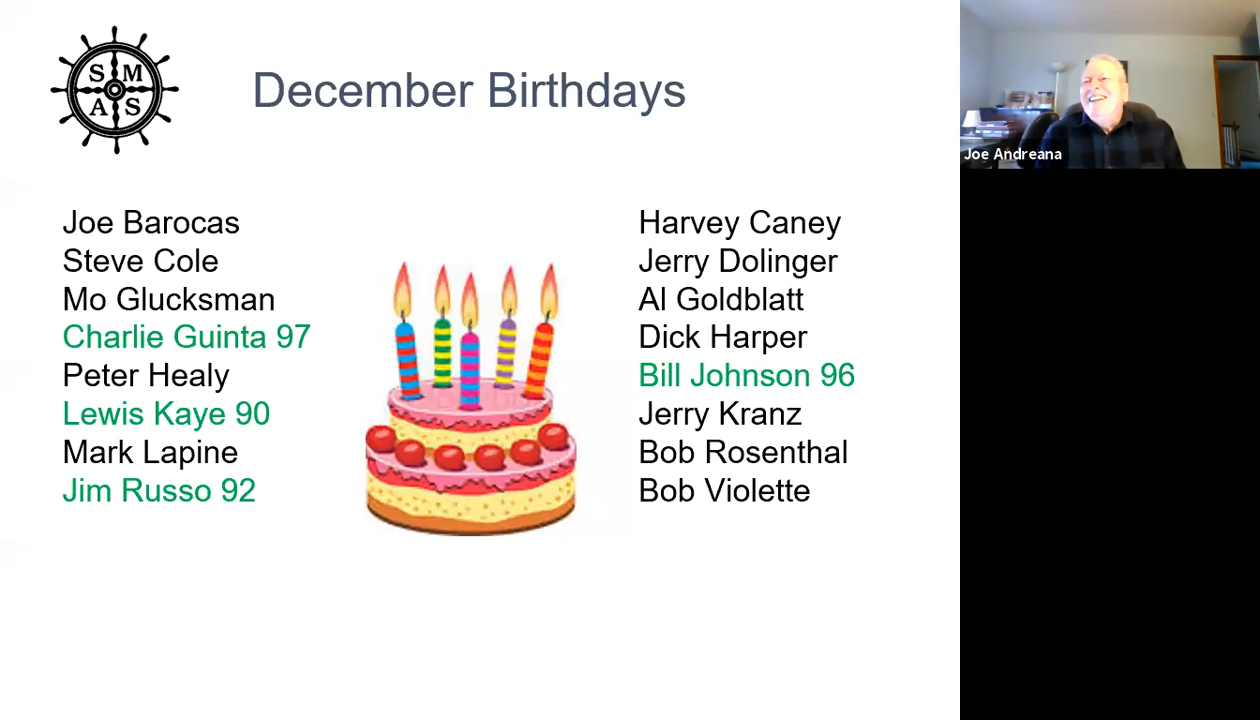 S M
A S
December Birthdays
Joe Barocas
Steve Cole
Mo Glucksman
Charlie Guinta 97
Peter Healy
Lewis Kaye 90
Mark Lapine
Jim Russo 92
Harvey Caney
Jerry Dolinger
Al Goldblatt
Dick Harper
Bill Johnson 96
Jerry Kranz
Bob Rosenthal
Bob Violette
Joe Andreana